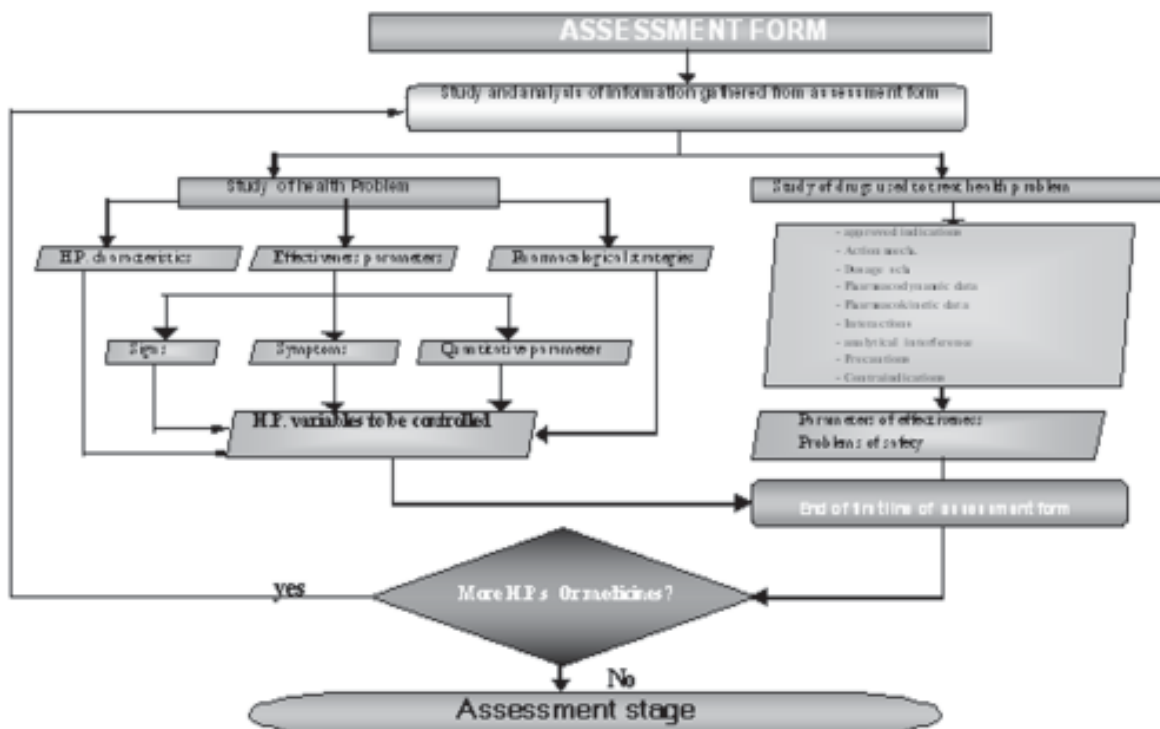 ASSESSMENT FORM
Study and analysis of information gathered from assessment form
Study of health Problem
Study of drugs used to treat health problem
H.P. characteristics
Effectiveness parameters
Pharmacological strategies
- approved indications
- Action mech.
- Dosage sch
- Pharmacodynamic data
- Pharmacokinetic data
- Interactions
- analytical interference
- Precautions
- Contraindications
Signs
Symptoms
Quantitative parameter
H.P. variables to be controlled
Parameters of effectiveness
Problems of safety
End of first line of assessment form
yes
More H.P.s Or medicines?
No
Assessment stage